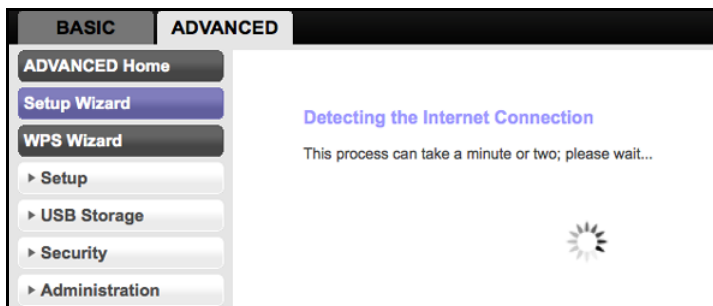 BASIC
ADVANCED
ADVANCED Home
Setup Wizard
WPS Wizard
Setup
USB Storage
Security
Administration
Detecting the Internet Connection
This process can take a minute or two; please wait...